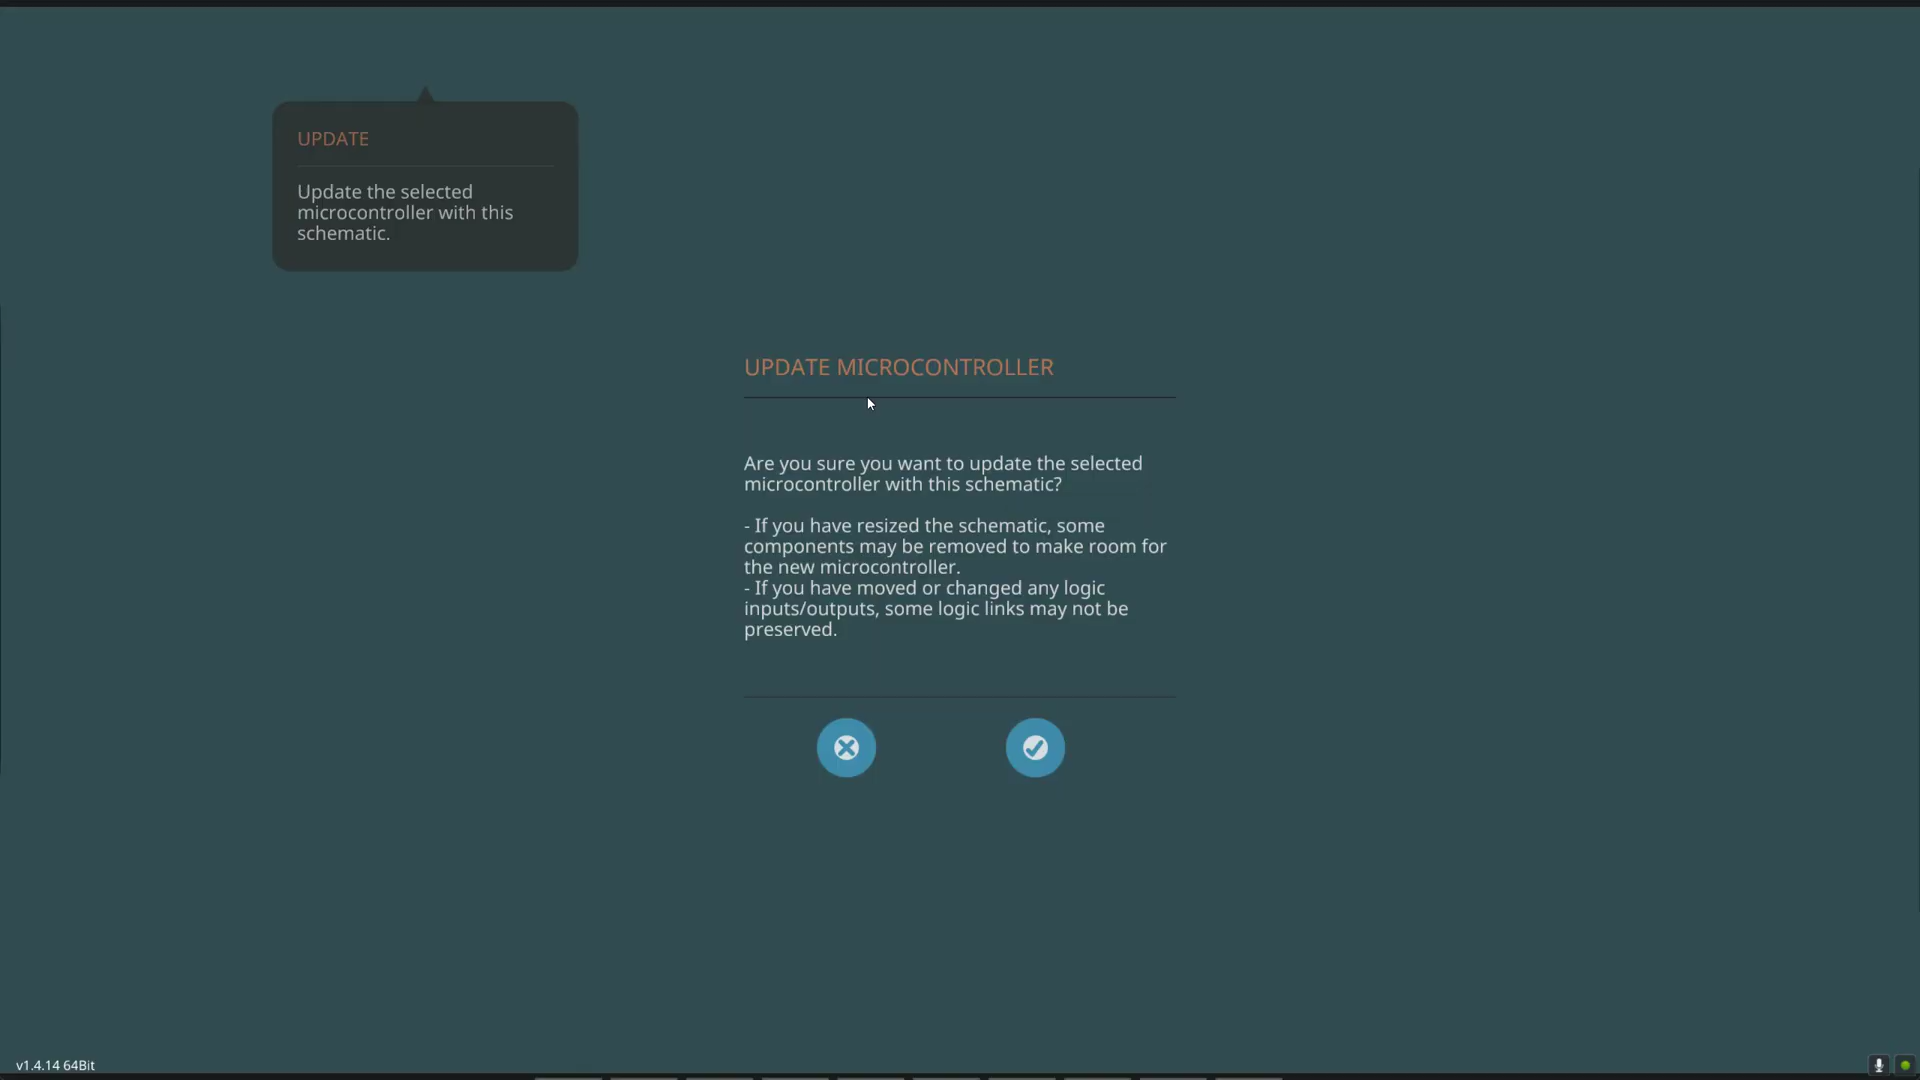 UPDATE
Update the selected
microcontroller with this
schematic.
UPDATE MICROCONTROLLER
Are you sure you want to update the selected
microcontroller with this schematic?
- If you have resized the schematic, some
components may be removed to make room for
the new microcontroller.
- If you have moved or changed any logic
inputs/outputs, some logic links may not be
preserved.
v1.4.14 64Bit